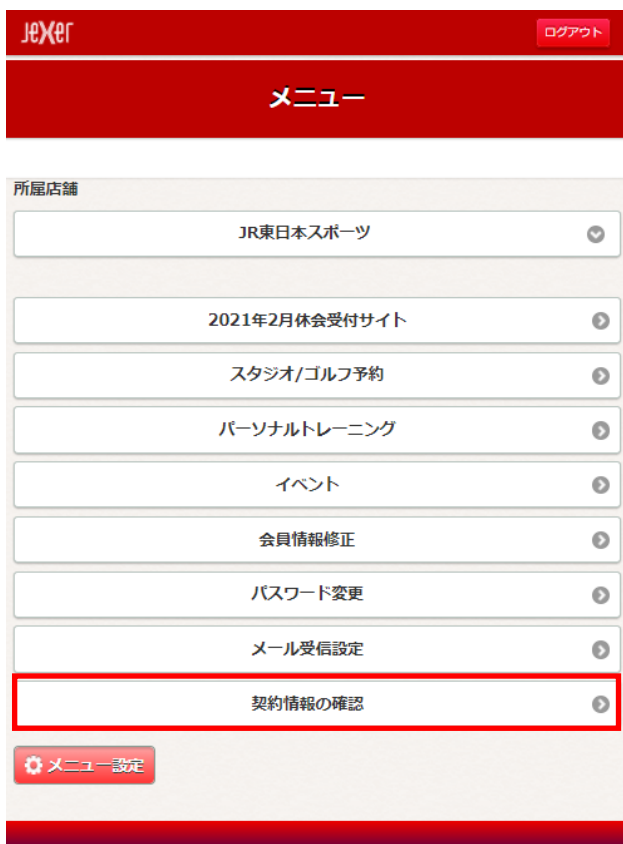 JeXer
ログアウト
メニュー
所属店舗
JR東日本スポーツ
2021年2月休会受付サイト
スタジオ/ゴルフ予約
パーソナルトレーニング
イベント
会員情報修正
パスワード変更
メール受信設定
契約情報の確認
メニュー設定